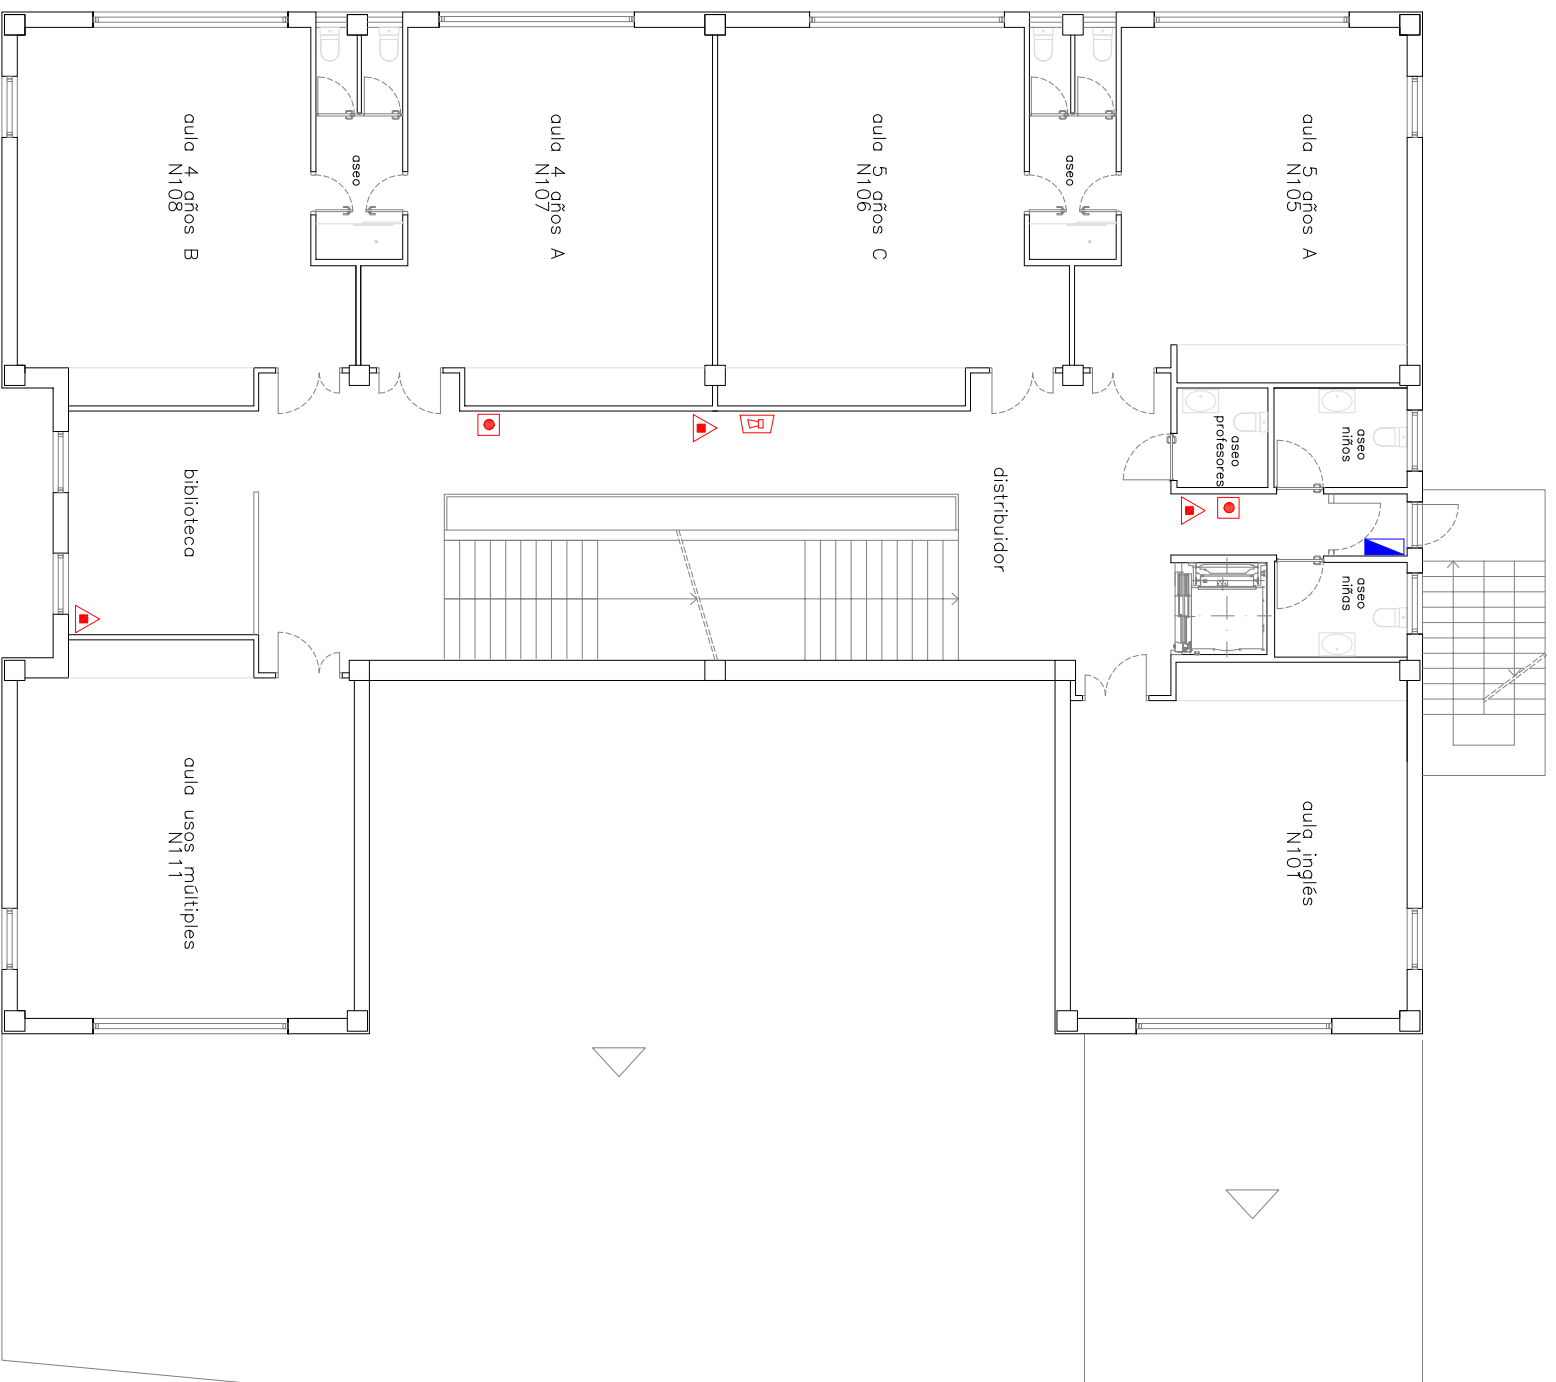 aula 4 años B
N108
aseo
aula 4 años A
N107
aula 5 años C
N106
aseo
aula 5 años A
N105
biblioteca
distribuidor
aseo
profesores
aseo
niños
aseo
niñas
aula usos múltiples
N111
aula inglés
N101